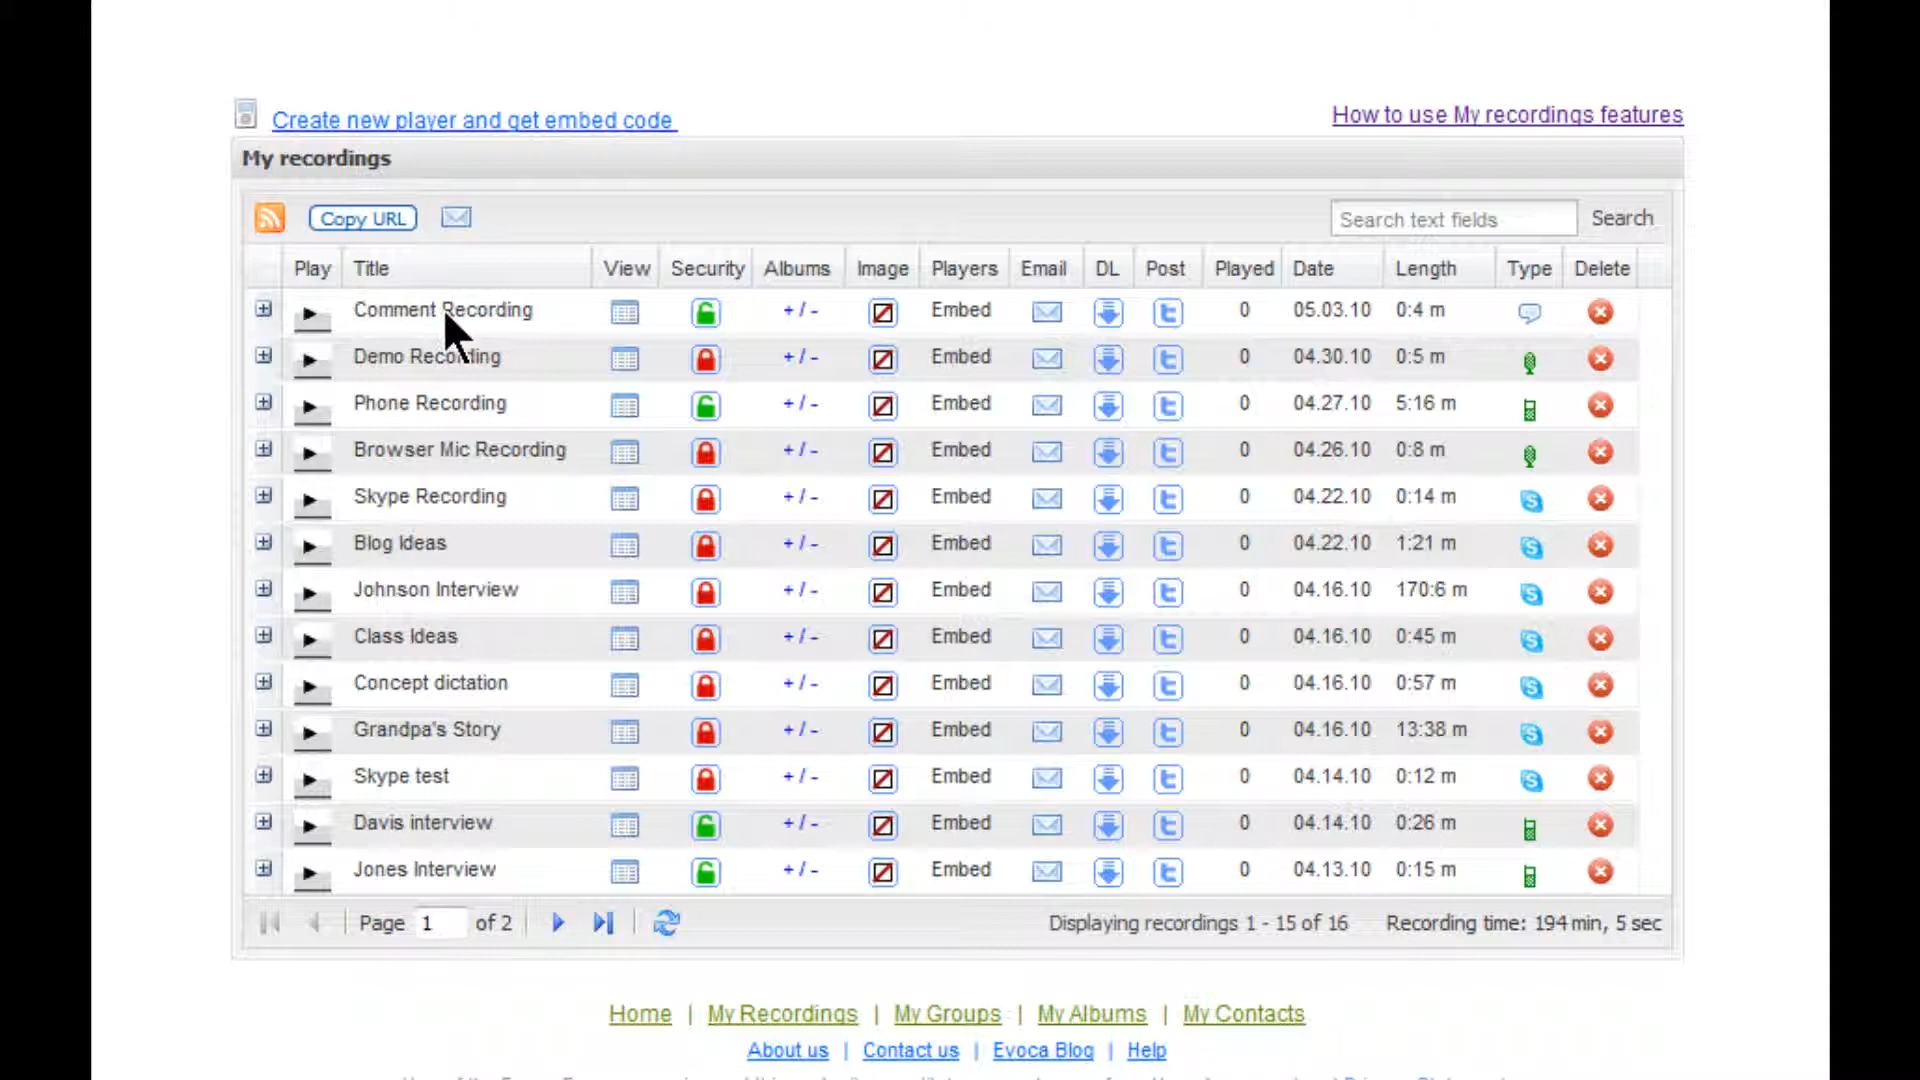 Create new player and get embed code
How to use My recordings features
My recordings
Copy URL
Search text fields
Search
Play Title View Security Albums Image Players Email DL Post Played Date Length Type Delete
Comment Recording + / - Embed 0 05.03.10 0:4 m
Demo Recording + / - Embed 0 04.30.10 0:5 m
Phone Recording + / - Embed 0 04.27.10 5:16 m
Browser Mic Recording + / - Embed 0 04.26.10 0:8 m
Skype Recording + / - Embed 0 04.22.10 0:14 m
Blog Ideas + / - Embed 0 04.22.10 1:21 m
Johnson Interview + / - Embed 0 04.16.10 170:6 m
Class Ideas + / - Embed 0 04.16.10 0:45 m
Concept dictation + / - Embed 0 04.16.10 0:57 m
Grandpa's Story + / - Embed 0 04.16.10 13:38 m
Skype test + / - Embed 0 04.14.10 0:12 m
Davis interview + / - Embed 0 04.14.10 0:26 m
Jones Interview + / - Embed 0 04.13.10 0:15 m
Page 1 of 2 Displaying recordings 1 - 15 of 16 Recording time: 194 min, 5 sec
Home | My Recordings | My Groups | My Albums | My Contacts
About us | Contact us | Evoca Blog | Help